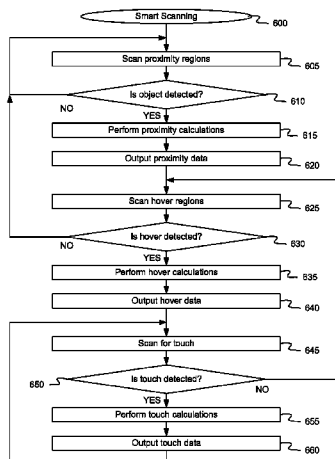 Smart Scanning
600
Scan proximity regions
605
Is object detected?
610
NO
YES
Perform proximity calculations
615
Output proximity data
620
Scan hover regions
625
Is hover detected?
630
NO
YES
Perform hover calculations
635
Output hover data
640
Scan for touch
645
650
Is touch detected?
NO
YES
Perform touch calculations
655
Output touch data
660